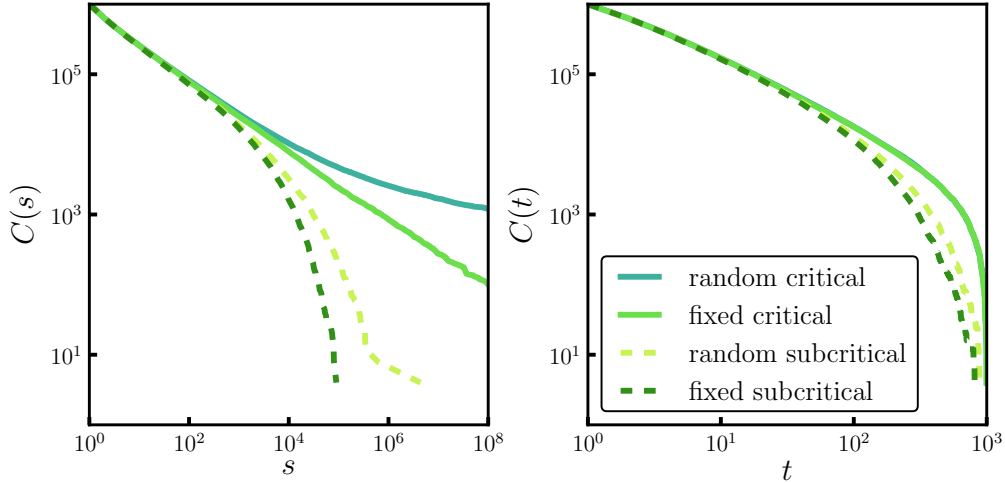 C(s)
10^5
10^3
10^1
10^0
10^2
10^4
10^6
10^8
s
C(t)
10^5
10^3
10^1
random critical
fixed critical
random subcritical
fixed subcritical
10^0
10^1
10^2
10^3
t